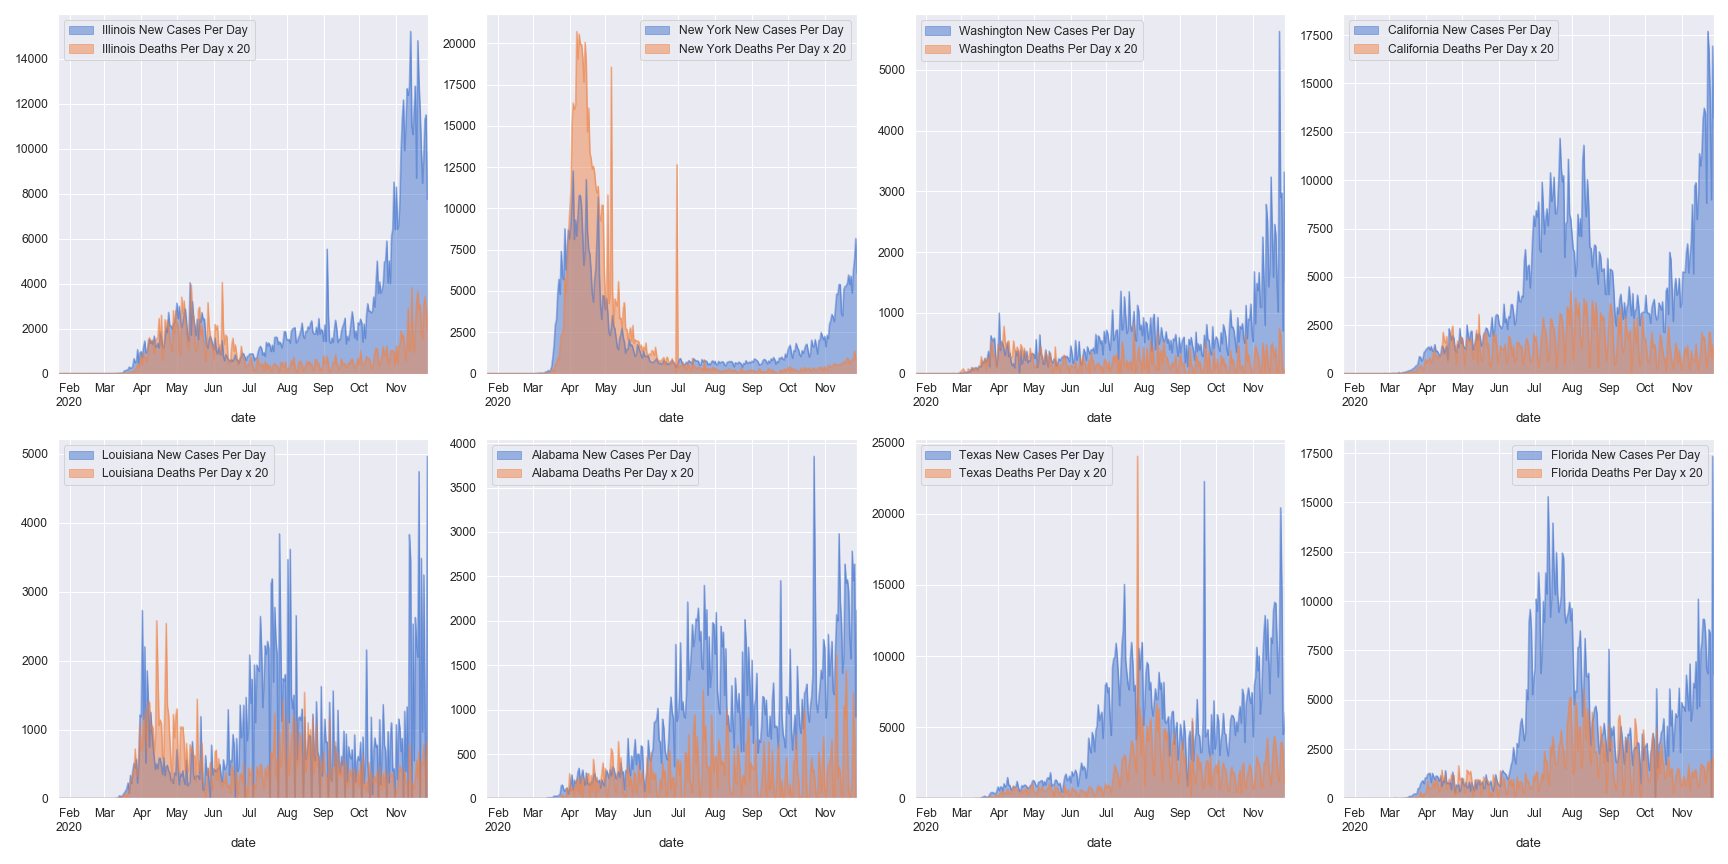 Illinois New Cases Per Day
Illinois Deaths Per Day x 20
14000
12000
10000
8000
6000
4000
2000
0
Feb Mar Apr May Jun Jul Aug Sep Oct Nov
2020
date
New York New Cases Per Day
New York Deaths Per Day x 20
20000
17500
15000
12500
10000
7500
5000
2500
0
Feb Mar Apr May Jun Jul Aug Sep Oct Nov
2020
date
Washington New Cases Per Day
Washington Deaths Per Day x 20
5000
4000
3000
2000
1000
0
Feb Mar Apr May Jun Jul Aug Sep Oct Nov
2020
date
California New Cases Per Day
California Deaths Per Day x 20
17500
15000
12500
10000
7500
5000
2500
0
Feb Mar Apr May Jun Jul Aug Sep Oct Nov
2020
date
Louisiana New Cases Per Day
Louisiana Deaths Per Day x 20
5000
4000
3000
2000
1000
0
Feb Mar Apr May Jun Jul Aug Sep Oct Nov
2020
date
Alabama New Cases Per Day
Alabama Deaths Per Day x 20
4000
3500
3000
2500
2000
1500
1000
500
0
Feb Mar Apr May Jun Jul Aug Sep Oct Nov
2020
date
Texas New Cases Per Day
Texas Deaths Per Day x 20
25000
20000
15000
10000
5000
0
Feb Mar Apr May Jun Jul Aug Sep Oct Nov
2020
date
Florida New Cases Per Day
Florida Deaths Per Day x 20
17500
15000
12500
10000
7500
5000
2500
0
Feb Mar Apr May Jun Jul Aug Sep Oct Nov
2020
date